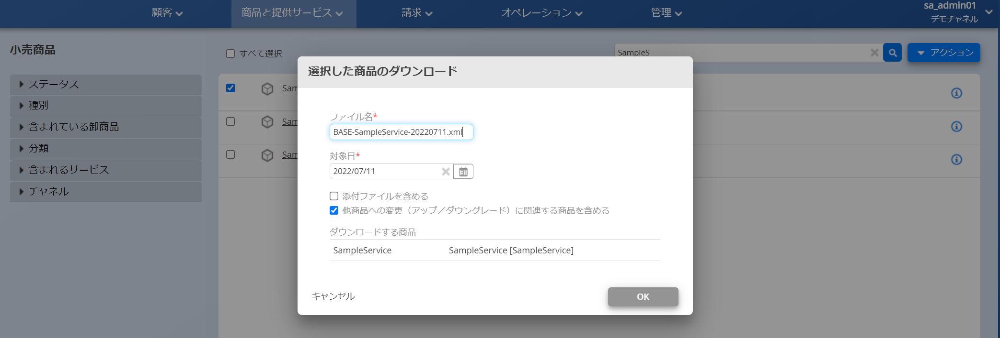 顧客
商品と提供サービス
請求
オペレーション
管理
sa_admin01
デモチャネル
小売商品
すべて選択
SampleS
アクション
ステータス
種別
含まれている卸商品
分類
含まれるサービス
チャネル
Sam
Sam
Sam
選択した商品のダウンロード
ファイル名*
BASE-SampleService-20220711.xml
対象日*
2022/07/11
添付ファイルを含める
他商品への変更（アップ／ダウングレード）に関連する商品を含める
ダウンロードする商品
SampleService SampleService [SampleService]
キャンセル
OK